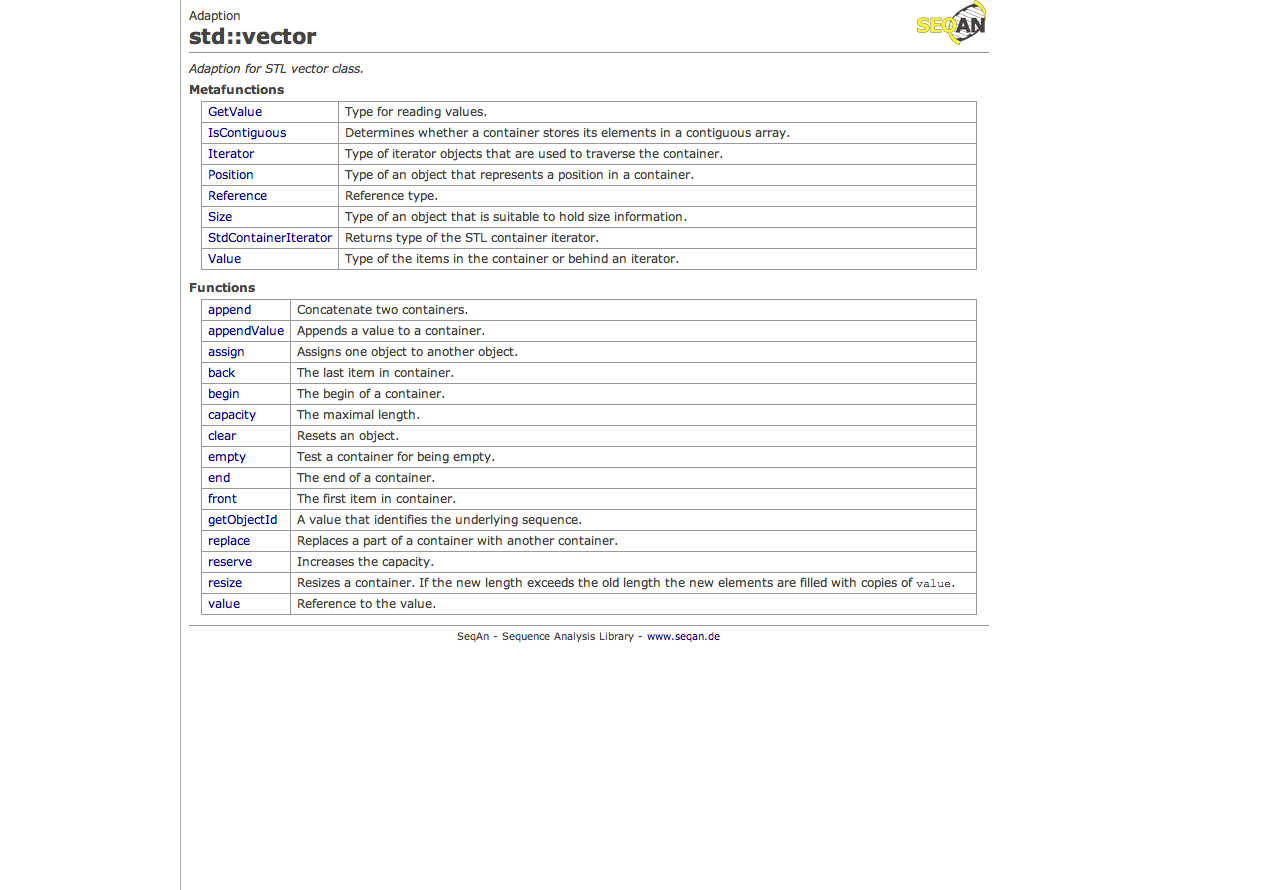 Adaption
std::vector
SEQAN
Adaption for STL vector class.
Metafunctions
GetValue Type for reading values.
IsContiguous Determines whether a container stores its elements in a contiguous array.
Iterator Type of iterator objects that are used to traverse the container.
Position Type of an object that represents a position in a container.
Reference Reference type.
Size Type of an object that is suitable to hold size information.
StdContainerIterator Returns type of the STL container iterator.
Value Type of the items in the container or behind an iterator.
Functions
append Concatenate two containers.
appendValue Appends a value to a container.
assign Assigns one object to another object.
back The last item in container.
begin The begin of a container.
capacity The maximal length.
clear Resets an object.
empty Test a container for being empty.
end The end of a container.
front The first item in container.
getObjectId A value that identifies the underlying sequence.
replace Replaces a part of a container with another container.
reserve Increases the capacity.
resize Resizes a container. If the new length exceeds the old length the new elements are filled with copies of value.
value Reference to the value.
SeqAn - Sequence Analysis Library - www.seqan.de